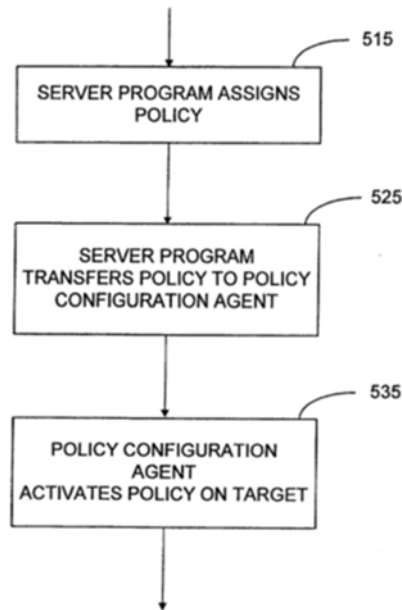 515
SERVER PROGRAM ASSIGNS
POLICY
525
SERVER PROGRAM
TRANSFERS POLICY TO POLICY
CONFIGURATION AGENT
535
POLICY CONFIGURATION
AGENT
ACTIVATES POLICY ON TARGET